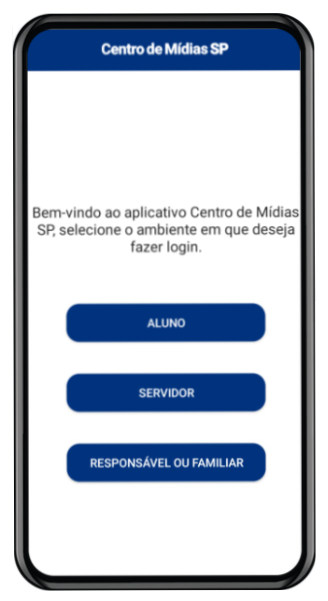 Centro de Mídias SP
Bem-vindo ao aplicativo Centro de Mídias
SP, selecione o ambiente em que deseja
fazer login.
ALUNO
SERVIDOR
RESPONSÁVEL OU FAMILIAR